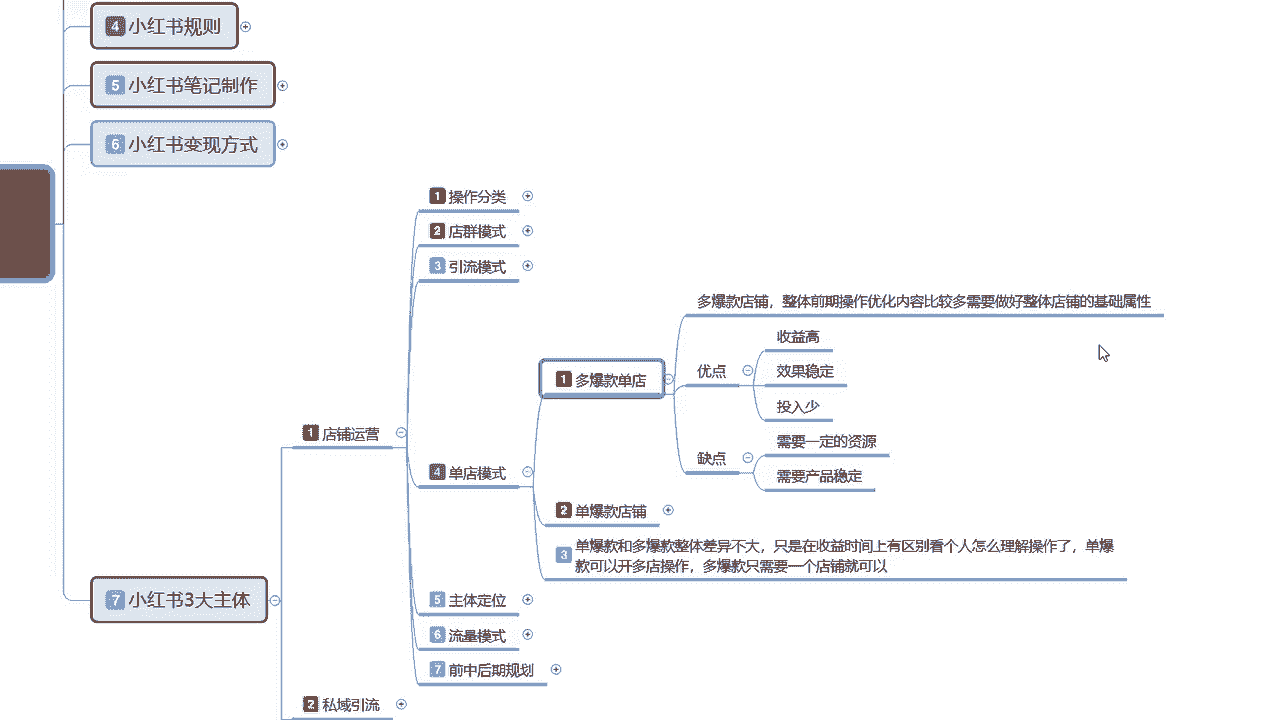 4 小红书规则
5 小红书笔记制作
6 小红书变现方式
1 操作分类
2 店群模式
3 引流模式
多爆款店铺，整体前期操作优化内容比较多需要做好整体店铺的基础属性
收益高
1 多爆款单店
优点
效果稳定
投入少
1 店铺运营
需要一定的资源
缺点
4 单店模式
需要产品稳定
2 单爆款店铺
3 单爆款和多爆款整体差异不大，只是在收益时间上有区别看个人怎么理解操作了，单爆
款可以开多店操作，多爆款只需要一个店铺就可以
7 小红书3大主体
5 主体定位
6 流量模式
7 前中后期规划
2 私域引流